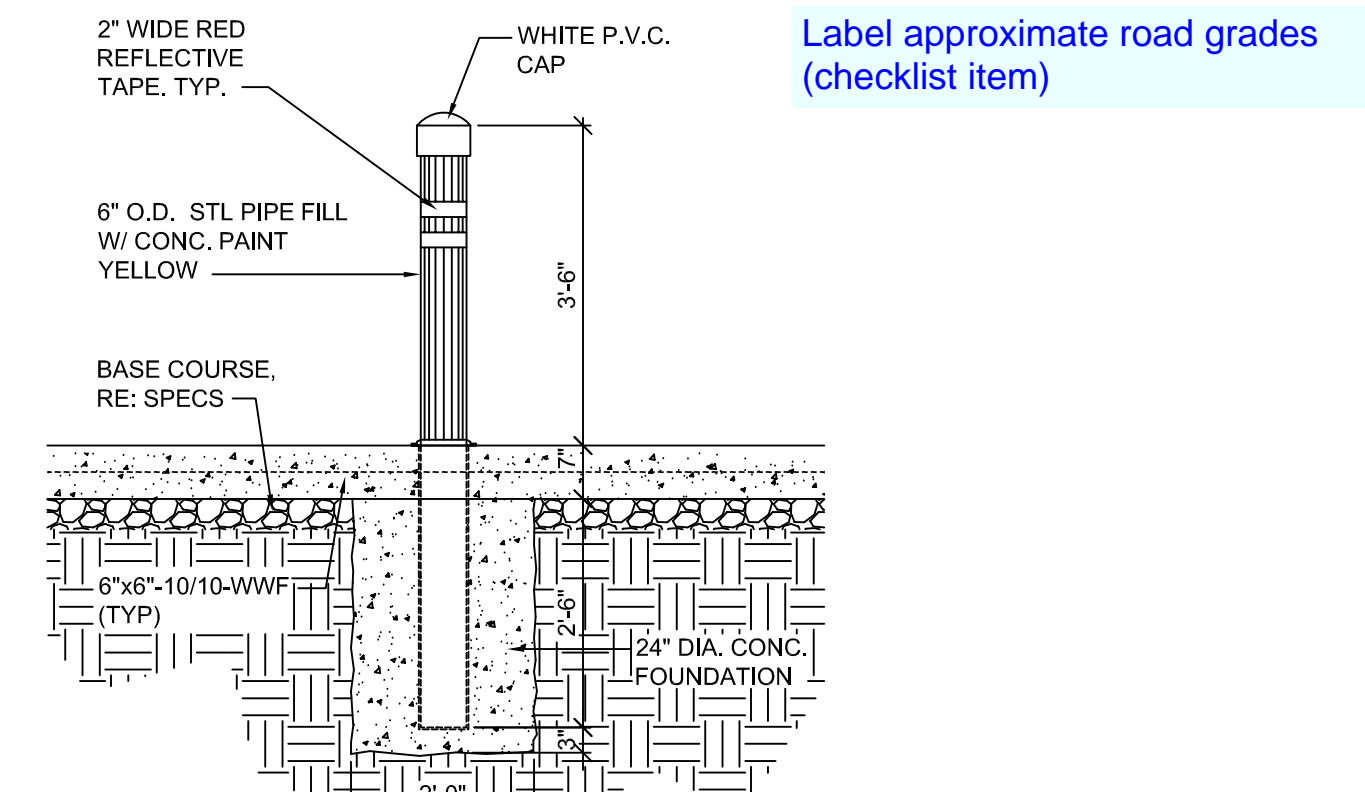 2" WIDE RED
REFLECTIVE
TAPE. TYP.
WHITE P.V.C.
CAP
Label approximate road grades
(checklist item)
6" O.D. STL PIPE FILL
W/ CONC. PAINT
YELLOW
3'-6"
BASE COURSE,
RE: SPECS
7"
6"x6"-10/10-WWF
(TYP)
2'-6"
24" DIA. CONC.
FOUNDATION
3"
2'-0"